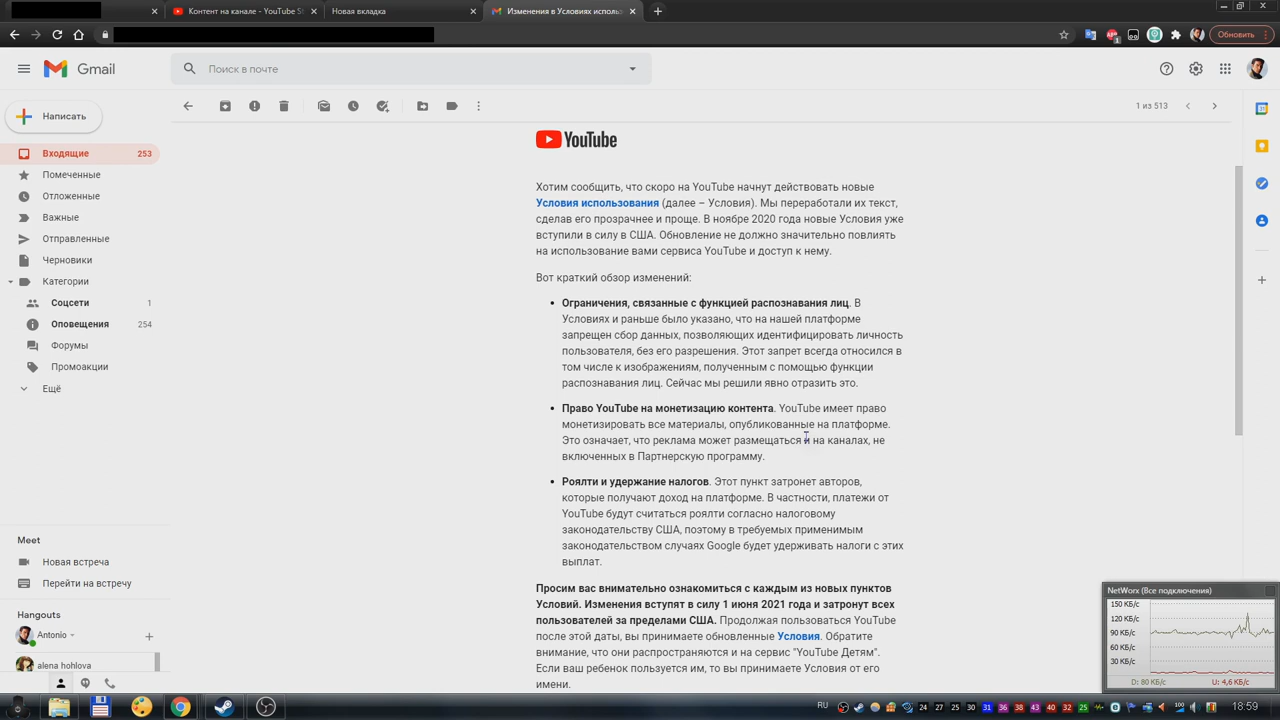 Контент на канале - YouTube St
Новая вкладка
Изменения в Условиях исполь
Обновить
Gmail
Поиск в почте
Написать
1 из 513
Входящие 253
Помеченные
Отложенные
Важные
Отправленные
Черновики
Категории
Соцсети 1
Оповещения 254
Форумы
Промоакции
Ещё
YouTube
Хотим сообщить, что скоро на YouTube начнут действовать новые
Условия использования (далее – Условия). Мы переработали их текст,
сделав его прозрачнее и проще. В ноябре 2020 года новые Условия уже
вступили в силу в США. Обновление не должно значительно повлиять
на использование вами сервиса YouTube и доступ к нему.
Вот краткий обзор изменений:
• Ограничения, связанные с функцией распознавания лиц. В
Условиях и раньше было указано, что на нашей платформе
запрещен сбор данных, позволяющих идентифицировать личность
пользователя, без его разрешения. Этот запрет всегда относился в
том числе к изображениям, полученным с помощью функции
распознавания лиц. Сейчас мы решили явно отразить это.
• Право YouTube на монетизацию контента. YouTube имеет право
монетизировать все материалы, опубликованные на платформе.
Это означает, что реклама может размещаться и на каналах, не
включенных в Партнерскую программу.
• Роялти и удержание налогов. Этот пункт затронет авторов,
которые получают доход на платформе. В частности, платежи от
YouTube будут считаться роялти согласно налоговому
законодательству США, поэтому в требуемых применимым
законодательством случаях Google будет удерживать налоги с этих
выплат.
Просим вас внимательно ознакомиться с каждым из новых пунктов
Условий. Изменения вступят в силу 1 июня 2021 года и затронут всех
пользователей за пределами США. Продолжая пользоваться YouTube
после этой даты, вы принимаете обновленные Условия. Обратите
внимание, что они распространяются и на сервис "YouTube Детям".
Если ваш ребенок пользуется им, то вы принимаете Условия от его
имени.
Meet
Новая встреча
Перейти на встречу
Hangouts
Antonio
alena hohlova
NetWorx (Все подключения)
150 КБ/с
120 КБ/с
90 КБ/с
60 КБ/с
30 КБ/с
D: 80 КБ/с U: 4,6 КБ/с
RU 24 27 25 30 31 36 38 43 40 32 25 100 18:59